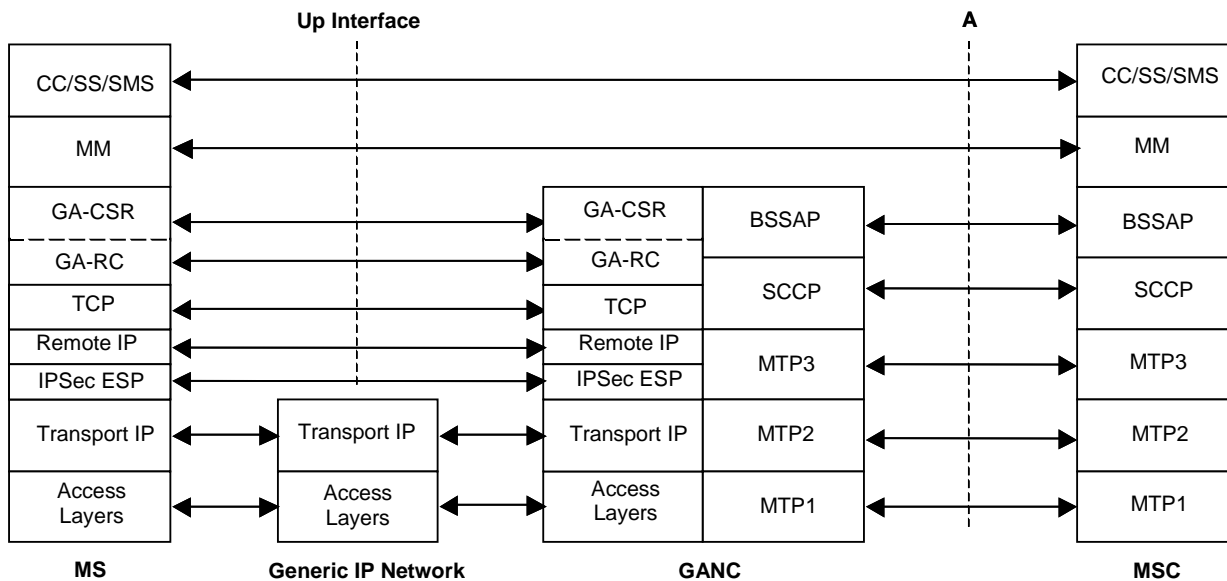 Up Interface
A
CC/SS/SMS
CC/SS/SMS
MM
MM
GA-CSR
GA-CSR
BSSAP
BSSAP
GA-RC
GA-RC
SCCP
SCCP
TCP
TCP
Remote IP
Remote IP
MTP3
MTP3
IPSec ESP
IPSec ESP
Transport IP
Transport IP
Transport IP
MTP2
MTP2
Access
Layers
Access
Layers
Access
Layers
MTP1
MTP1
MS
Generic IP Network
GANC
MSC